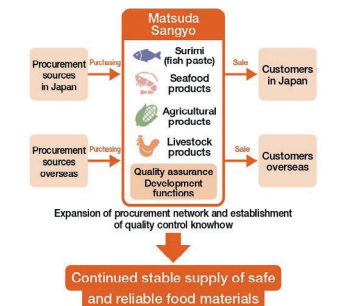 Matsuda
Sangyo
Procurement
sources
in Japan
Purchasing
Surimi
(fish paste)
Seafood
products
Agricultural
products
Livestock
products
Quality assurance
Development
functions
Sale
Customers
in Japan
Procurement
sources
overseas
Purchasing
Sale
Customers
overseas
Expansion of procurement network and establishment
of quality control knowhow
Continued stable supply of safe
and reliable food materials